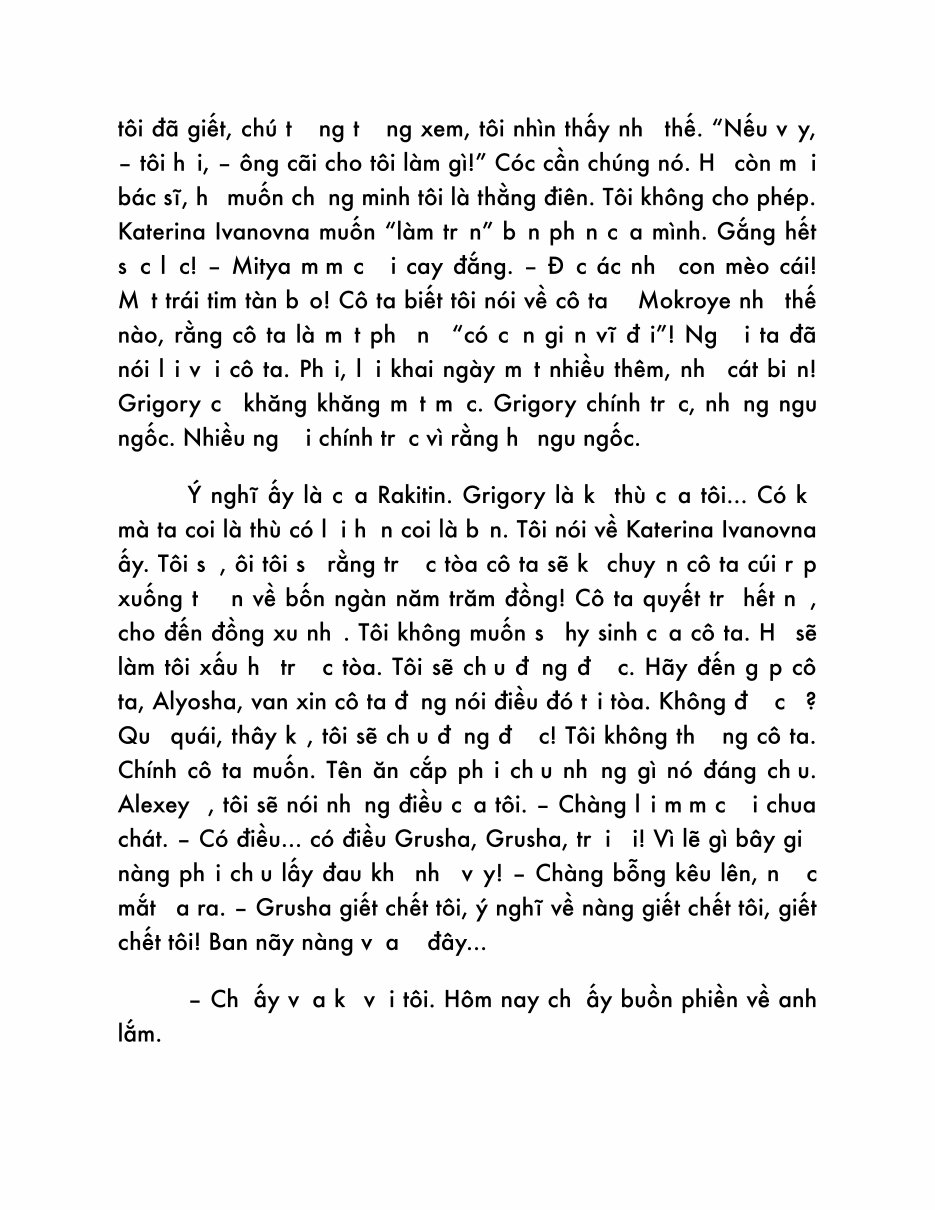 tôi đã giết, chú t ng t ng xem, tôi nhìn thấy nh thế. “Nếu v y,
– tôi h i, – ông cãi cho tôi làm gì!” Cóc cần chúng nó. H còn m i
bác sĩ, h muốn ch ng minh tôi là thằng điên. Tôi không cho phép.
Katerina Ivanovna muốn “làm tr n” b n ph n c a mình. Gắng hết
s c l c! – Mitya m m c i cay đắng. – Đ c ác nh con mèo cái!
M t trái tim tàn b o! Cô ta biết tôi nói về cô ta Mokroye nh thế
nào, rằng cô ta là m t ph n “có c n gi n vĩ đ i”! Ng i ta đã
nói l i v i cô ta. Ph i, l i khai ngày m t nhiều thêm, nh cát bi n!
Grigory c khăng khăng m t m c. Grigory chính tr c, nh ng ngu
ngốc. Nhiều ng i chính tr c vì rằng h ngu ngốc.
Ý nghĩ ấy là c a Rakitin. Grigory là k thù c a tôi... Có k
mà ta coi là thù có l i h n coi là b n. Tôi nói về Katerina Ivanovna
ấy. Tôi s , ôi tôi s rằng tr c tòa cô ta sẽ k chuy n cô ta cúi r p
xuống t n về bốn ngàn năm trăm đồng! Cô ta quyết tr hết n ,
cho đến đồng xu nh . Tôi không muốn s hy sinh c a cô ta. H sẽ
làm tôi xấu h tr c tòa. Tôi sẽ ch u đ ng đ c. Hãy đến g p cô
ta, Alyosha, van xin cô ta đ ng nói điều đó t i tòa. Không đ c ?
Qu quái, thây k , tôi sẽ ch u đ ng đ c! Tôi không th ng cô ta.
Chính cô ta muốn. Tên ăn cắp ph i ch u nh ng gì nó đáng ch u.
Alexey , tôi sẽ nói nh ng điều c a tôi. – Chàng l i m m c i chua
chát. – Có điều... có điều Grusha, Grusha, tr i i! Vì lẽ gì bây gi
nàng ph i ch u lấy đau kh nh v y! – Chàng bỗng kêu lên, n c
mắt a ra. – Grusha giết chết tôi, ý nghĩ về nàng giết chết tôi, giết
chết tôi! Ban nãy nàng v a đây...
– Ch ấy v a k v i tôi. Hôm nay ch ấy buồn phiền về anh
lắm.